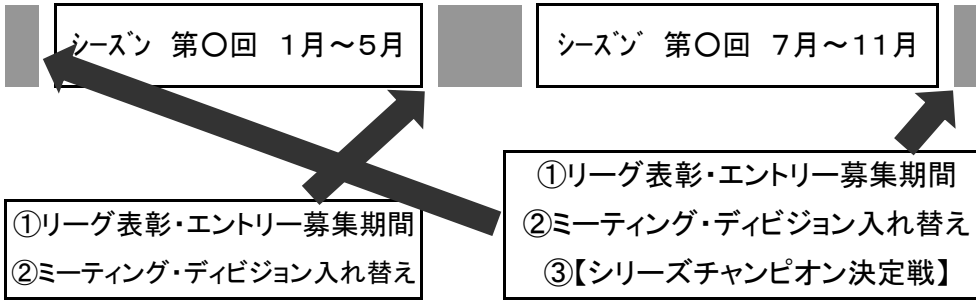 ｼｰｽﾞﾝ 第〇回 1月～5月
ｼｰｽﾞﾝﾞ 第〇回 7月～11月
①リーグ表彰・エントリー募集期間
②ミーティング・ディビジョン入れ替え
①リーグ表彰・エントリー募集期間
②ミーティング・ディビジョン入れ替え
③【シリーズチャンピオン決定戦】